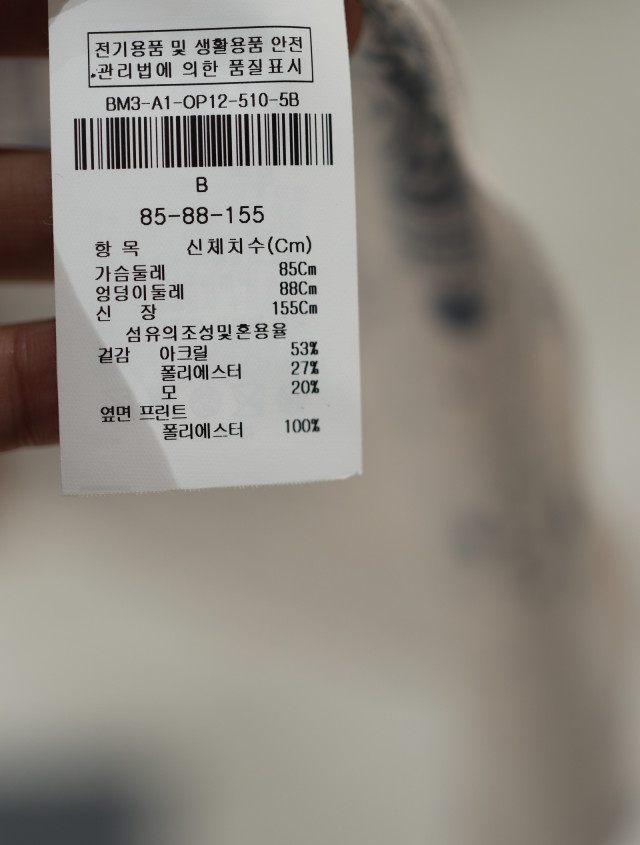 전기용품 및 생활용품 안전
관리법에 의한 품질표시
BM3-A1-OP12-510-5B
B
85-88-155
항 목 신체치수(Cm)
가슴둘레 85Cm
엉덩이둘레 88Cm
신 장 155Cm
섬유의조성및혼용율
겉감 아크릴 53%
폴리에스터 27%
모 20%
옆면 프린트
폴리에스터 100%